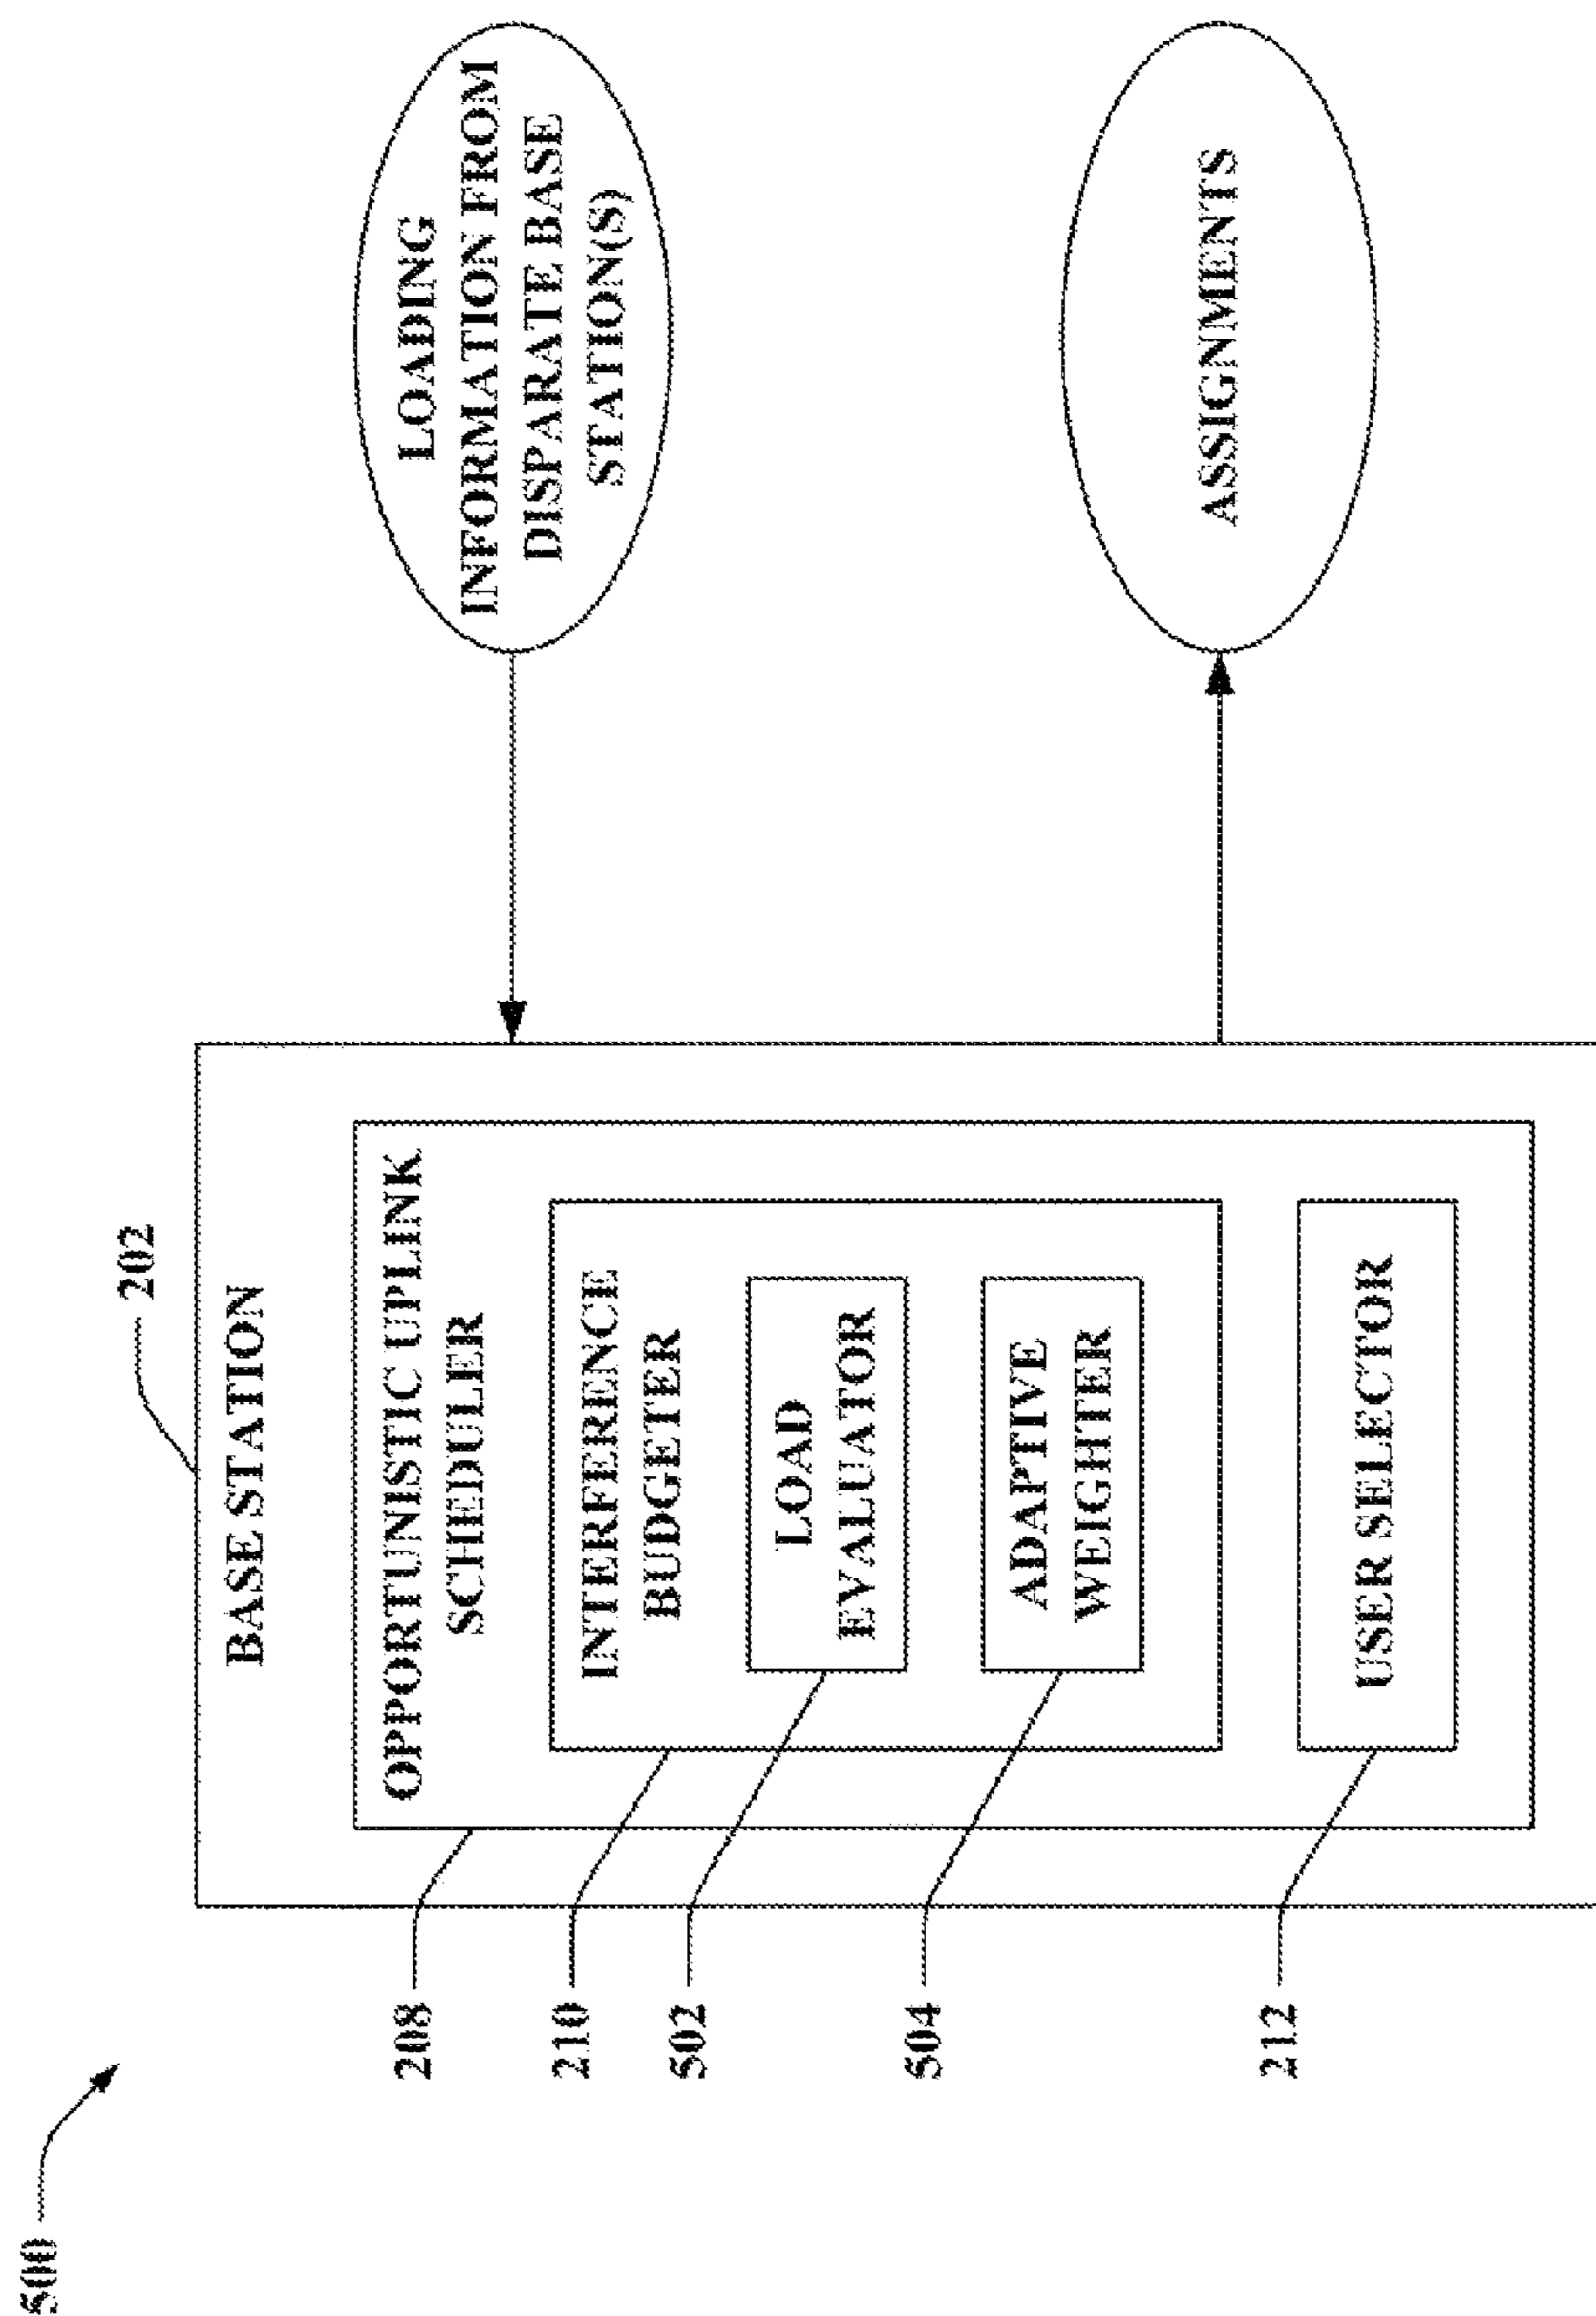 500
202
BASE STATION
208
OPPORTUNISTIC UPLINK
SCHEDULER
210
INTERFERENCE
BUDGETER
502
LOAD
EVALUATOR
504
ADAPTIVE
WEIGHTER
212
USER SELECTOR
LOADING
INFORMATION FROM
DISPARATE BASE
STATION(S)
ASSIGNMENTS